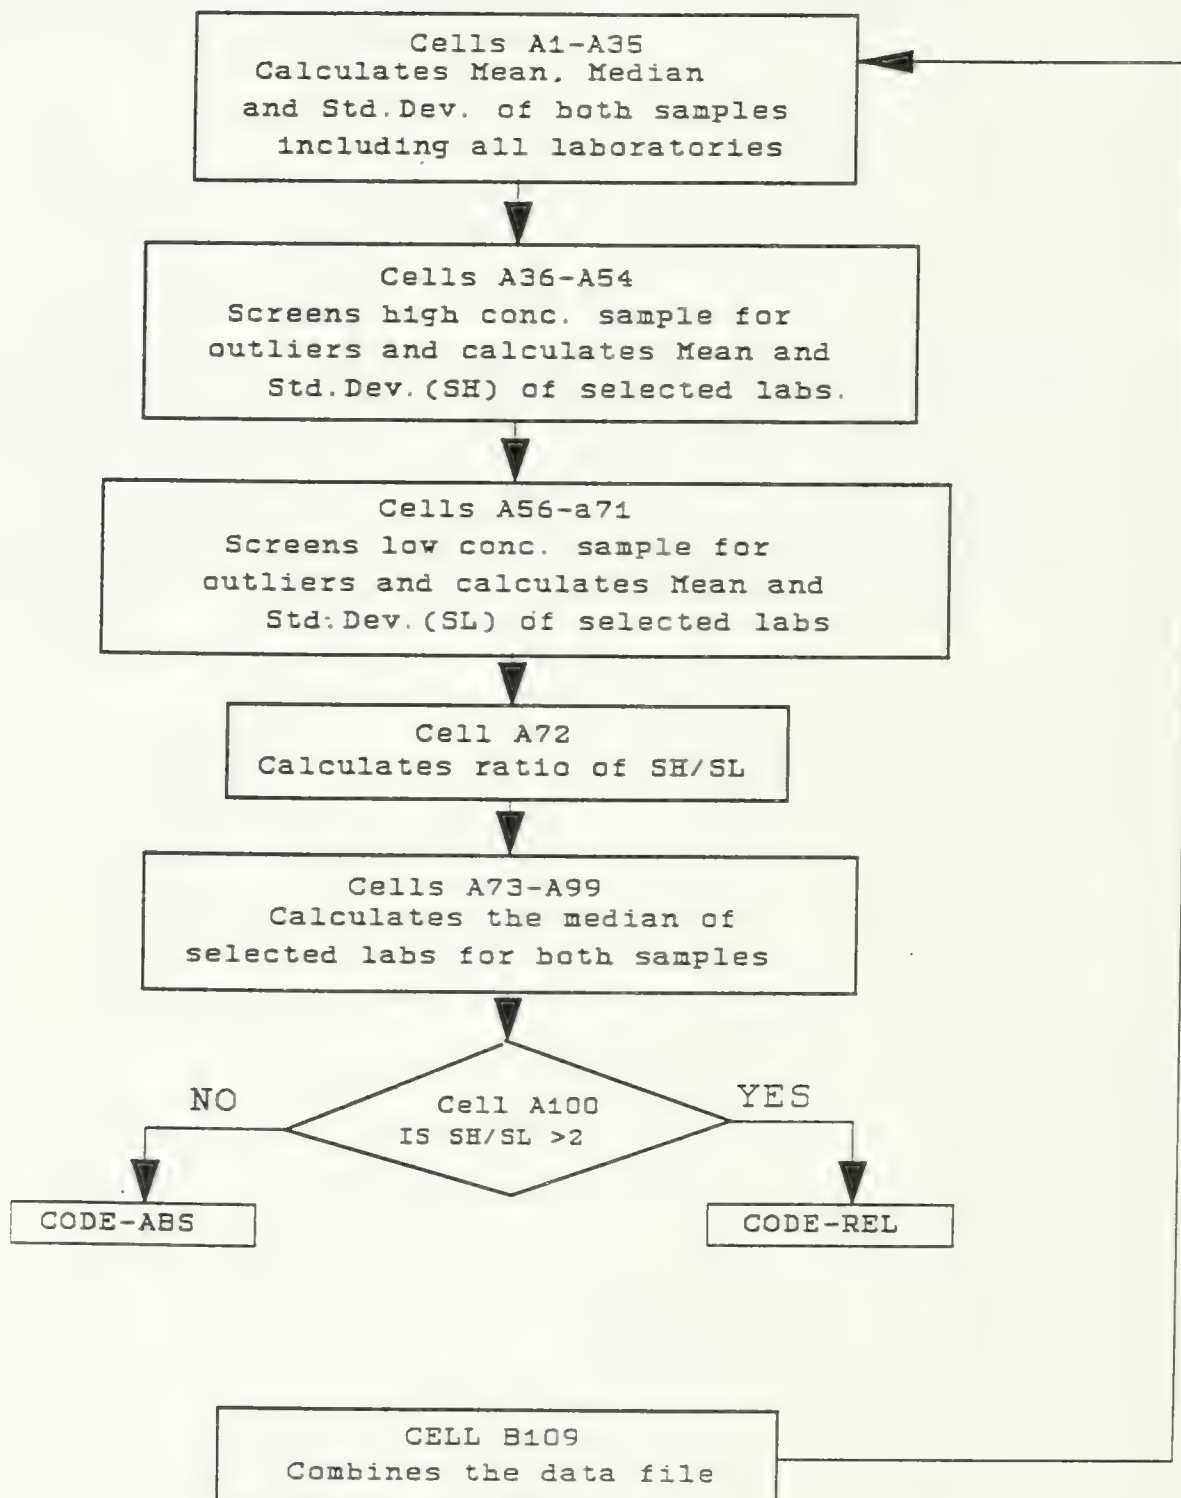 Cells A1-A35
Calculates Mean, Median
and Std.Dev. of both samples
including all laboratories
Cells A36-A54
Screens high conc. sample for
outliers and calculates Mean and
Std.Dev.(SH) of selected labs.
Cells A56-a71
Screens low conc. sample for
outliers and calculates Mean and
Std.Dev.(SL) of selected labs
Cell A72
Calculates ratio of SH/SL
Cells A73-A99
Calculates the median of
selected labs for both samples
NO
YES
Cell A100
IS SH/SL >2
CODE-ABS
CODE-REL
CELL B109
Combines the data file